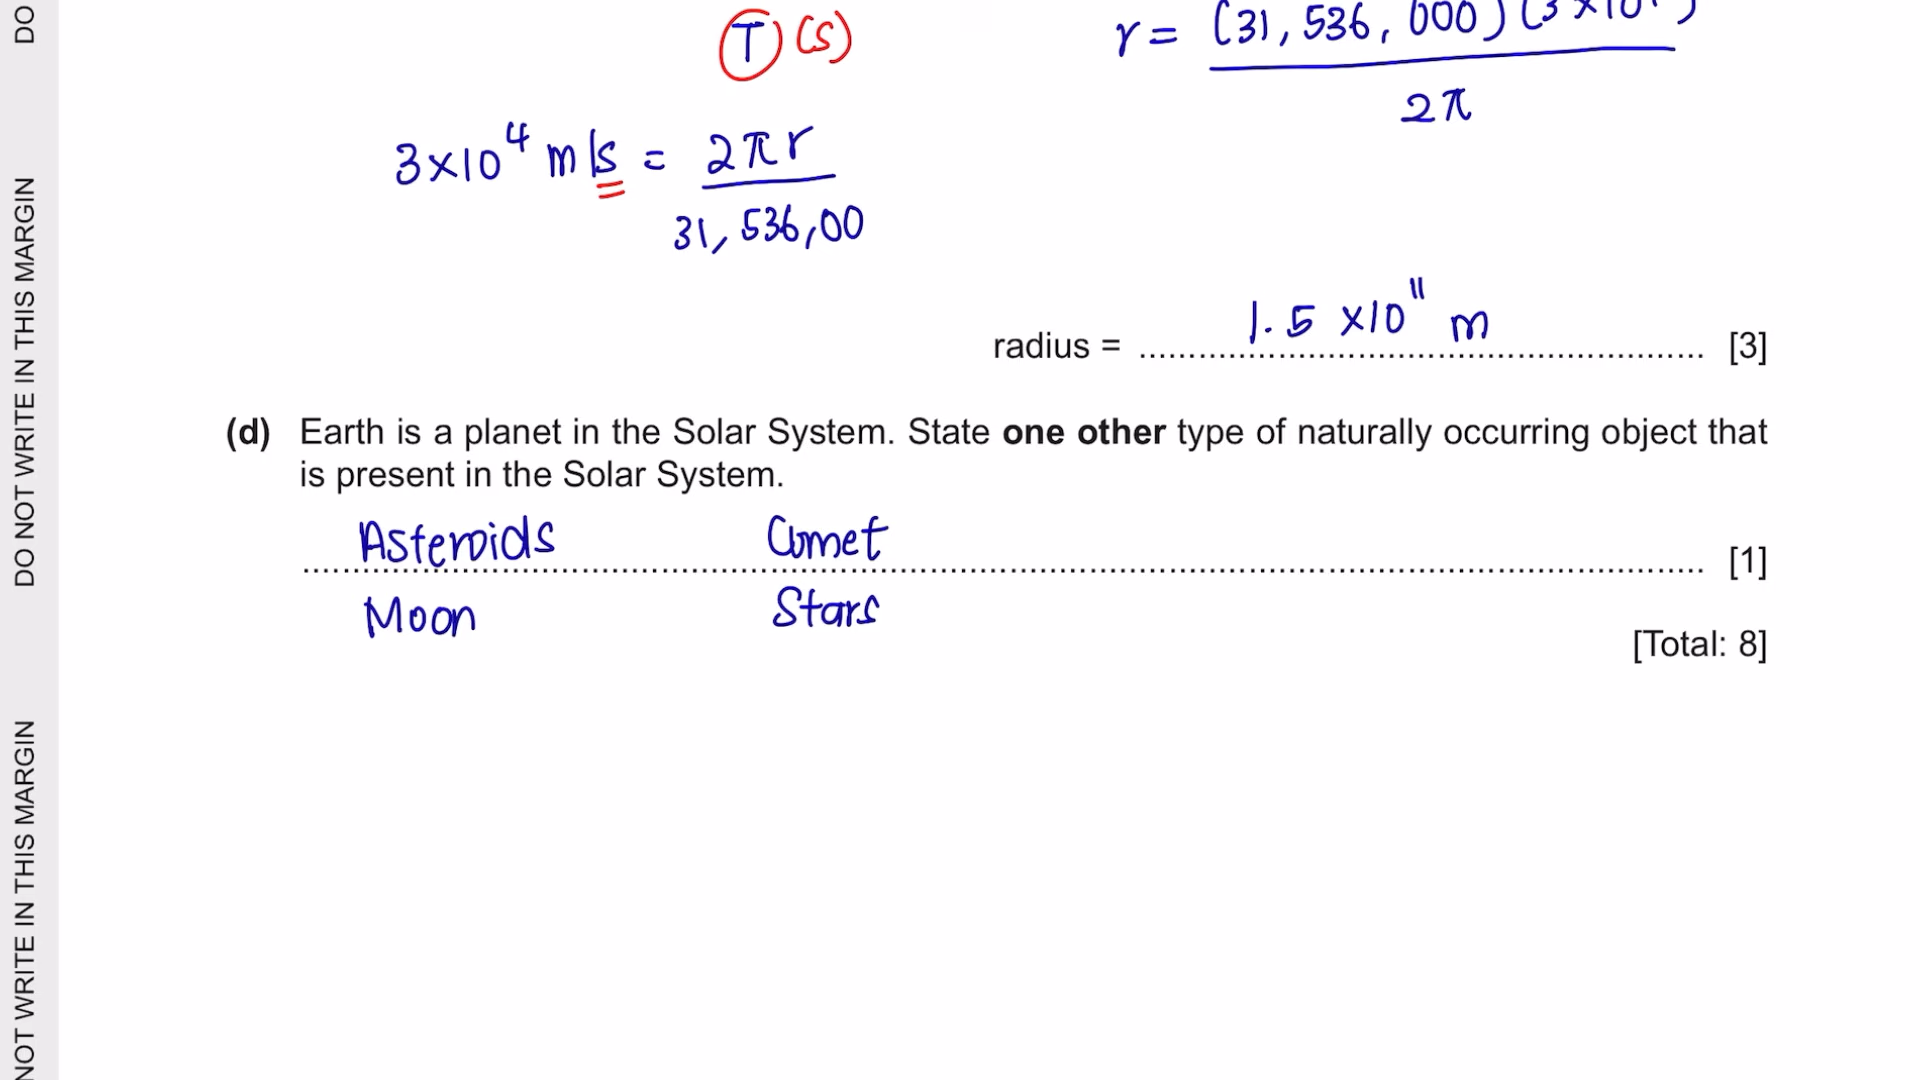 DO
DO NOT WRITE IN THIS MARGIN
NOT WRITE IN THIS MARGIN
T (s)
r = (31,536,000)(3×10
2π
3×10⁴ m/s = 2πr
31,536,00
radius = 1.5 ×10¹¹ m [3]
(d) Earth is a planet in the Solar System. State one other type of naturally occurring object that
is present in the Solar System.
Asteroids Comet [1]
Moon Stars
[Total: 8]